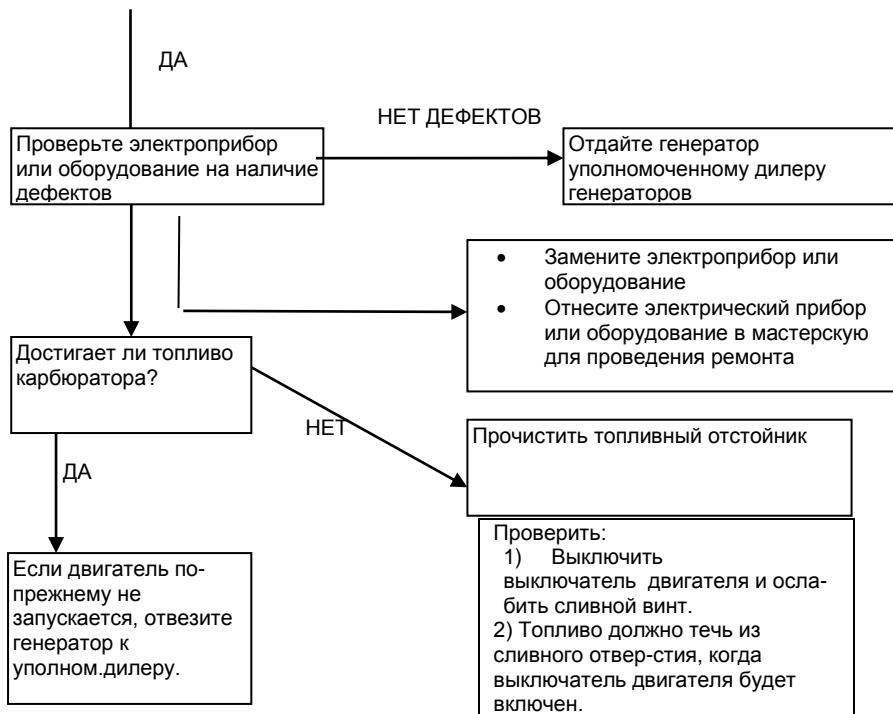 ДА
НЕТ ДЕФЕКТОВ
Проверьте электроприбор
или оборудование на наличие
дефектов
Отдайте генератор
уполномоченному дилеру
генераторов
• Замените электроприбор или
оборудование
• Отнесите электрический прибор
или оборудование в мастерскую
для проведения ремонта
Достигает ли топливо
карбюратора?
НЕТ
Прочистить топливный отстойник
ДА
Проверить:
1) Выключить
выключатель двигателя и осла-
бить сливной винт.
2) Топливо должно течь из
сливного отвер-стия, когда
выключатель двигателя будет
включен.
Если двигатель по-
прежнему не
запускается, отвезите
генератор к
уполном.дилеру.